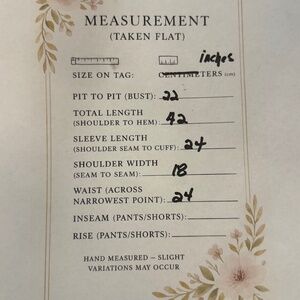 MEASUREMENT
(TAKEN FLAT)
inches
SIZE ON TAG: CENTIMETERS (cm)
PIT TO PIT (BUST): 22
TOTAL LENGTH
(SHOULDER TO HEM): 42
SLEEVE LENGTH
(SHOULDER SEAM TO CUFF): 24
SHOULDER WIDTH
(SEAM TO SEAM): 18
WAIST (ACROSS
NARROWEST POINT): 24
INSEAM (PANTS/SHORTS):
RISE (PANTS/SHORTS):
HAND MEASURED – SLIGHT
VARIATIONS MAY OCCUR